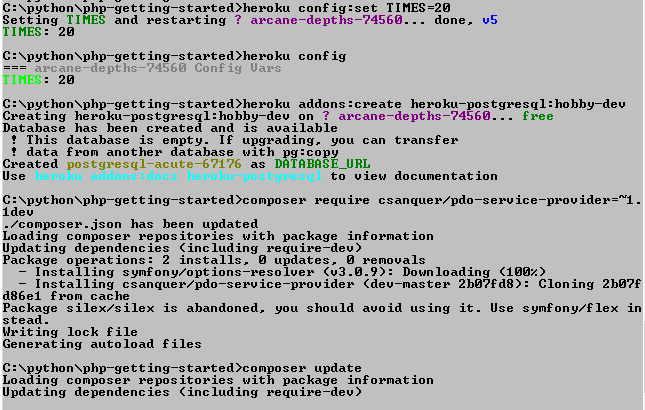 C:\python\php-getting-started>heroku config:set TIMES=20
Setting TIMES and restarting ? arcane-depths-74560... done, v5
TIMES: 20
C:\python\php-getting-started>heroku config
=== arcane-depths-74560 Config Vars
TIMES: 20
C:\python\php-getting-started>heroku addons:create heroku-postgresql:hobby-dev
Creating heroku-postgresql:hobby-dev on ? arcane-depths-74560... free
Database has been created and is available
 ! This database is empty. If upgrading, you can transfer
 ! data from another database with pg:copy
Created postgresql-acute-67176 as DATABASE_URL
Use heroku addons:docs heroku-postgresql to view documentation
C:\python\php-getting-started>composer require csanquer/pdo-service-provider=~1.
1dev
./composer.json has been updated
Loading composer repositories with package information
Updating dependencies (including require-dev)
Package operations: 2 installs, 0 updates, 0 removals
  - Installing symfony/options-resolver (v3.0.9): Downloading (100%)
  - Installing csanquer/pdo-service-provider (dev-master 2b07fd8): Cloning 2b07f
d86e1 from cache
Package silex/silex is abandoned, you should avoid using it. Use symfony/flex in
stead.
Writing lock file
Generating autoload files
C:\python\php-getting-started>composer update
Loading composer repositories with package information
Updating dependencies (including require-dev)